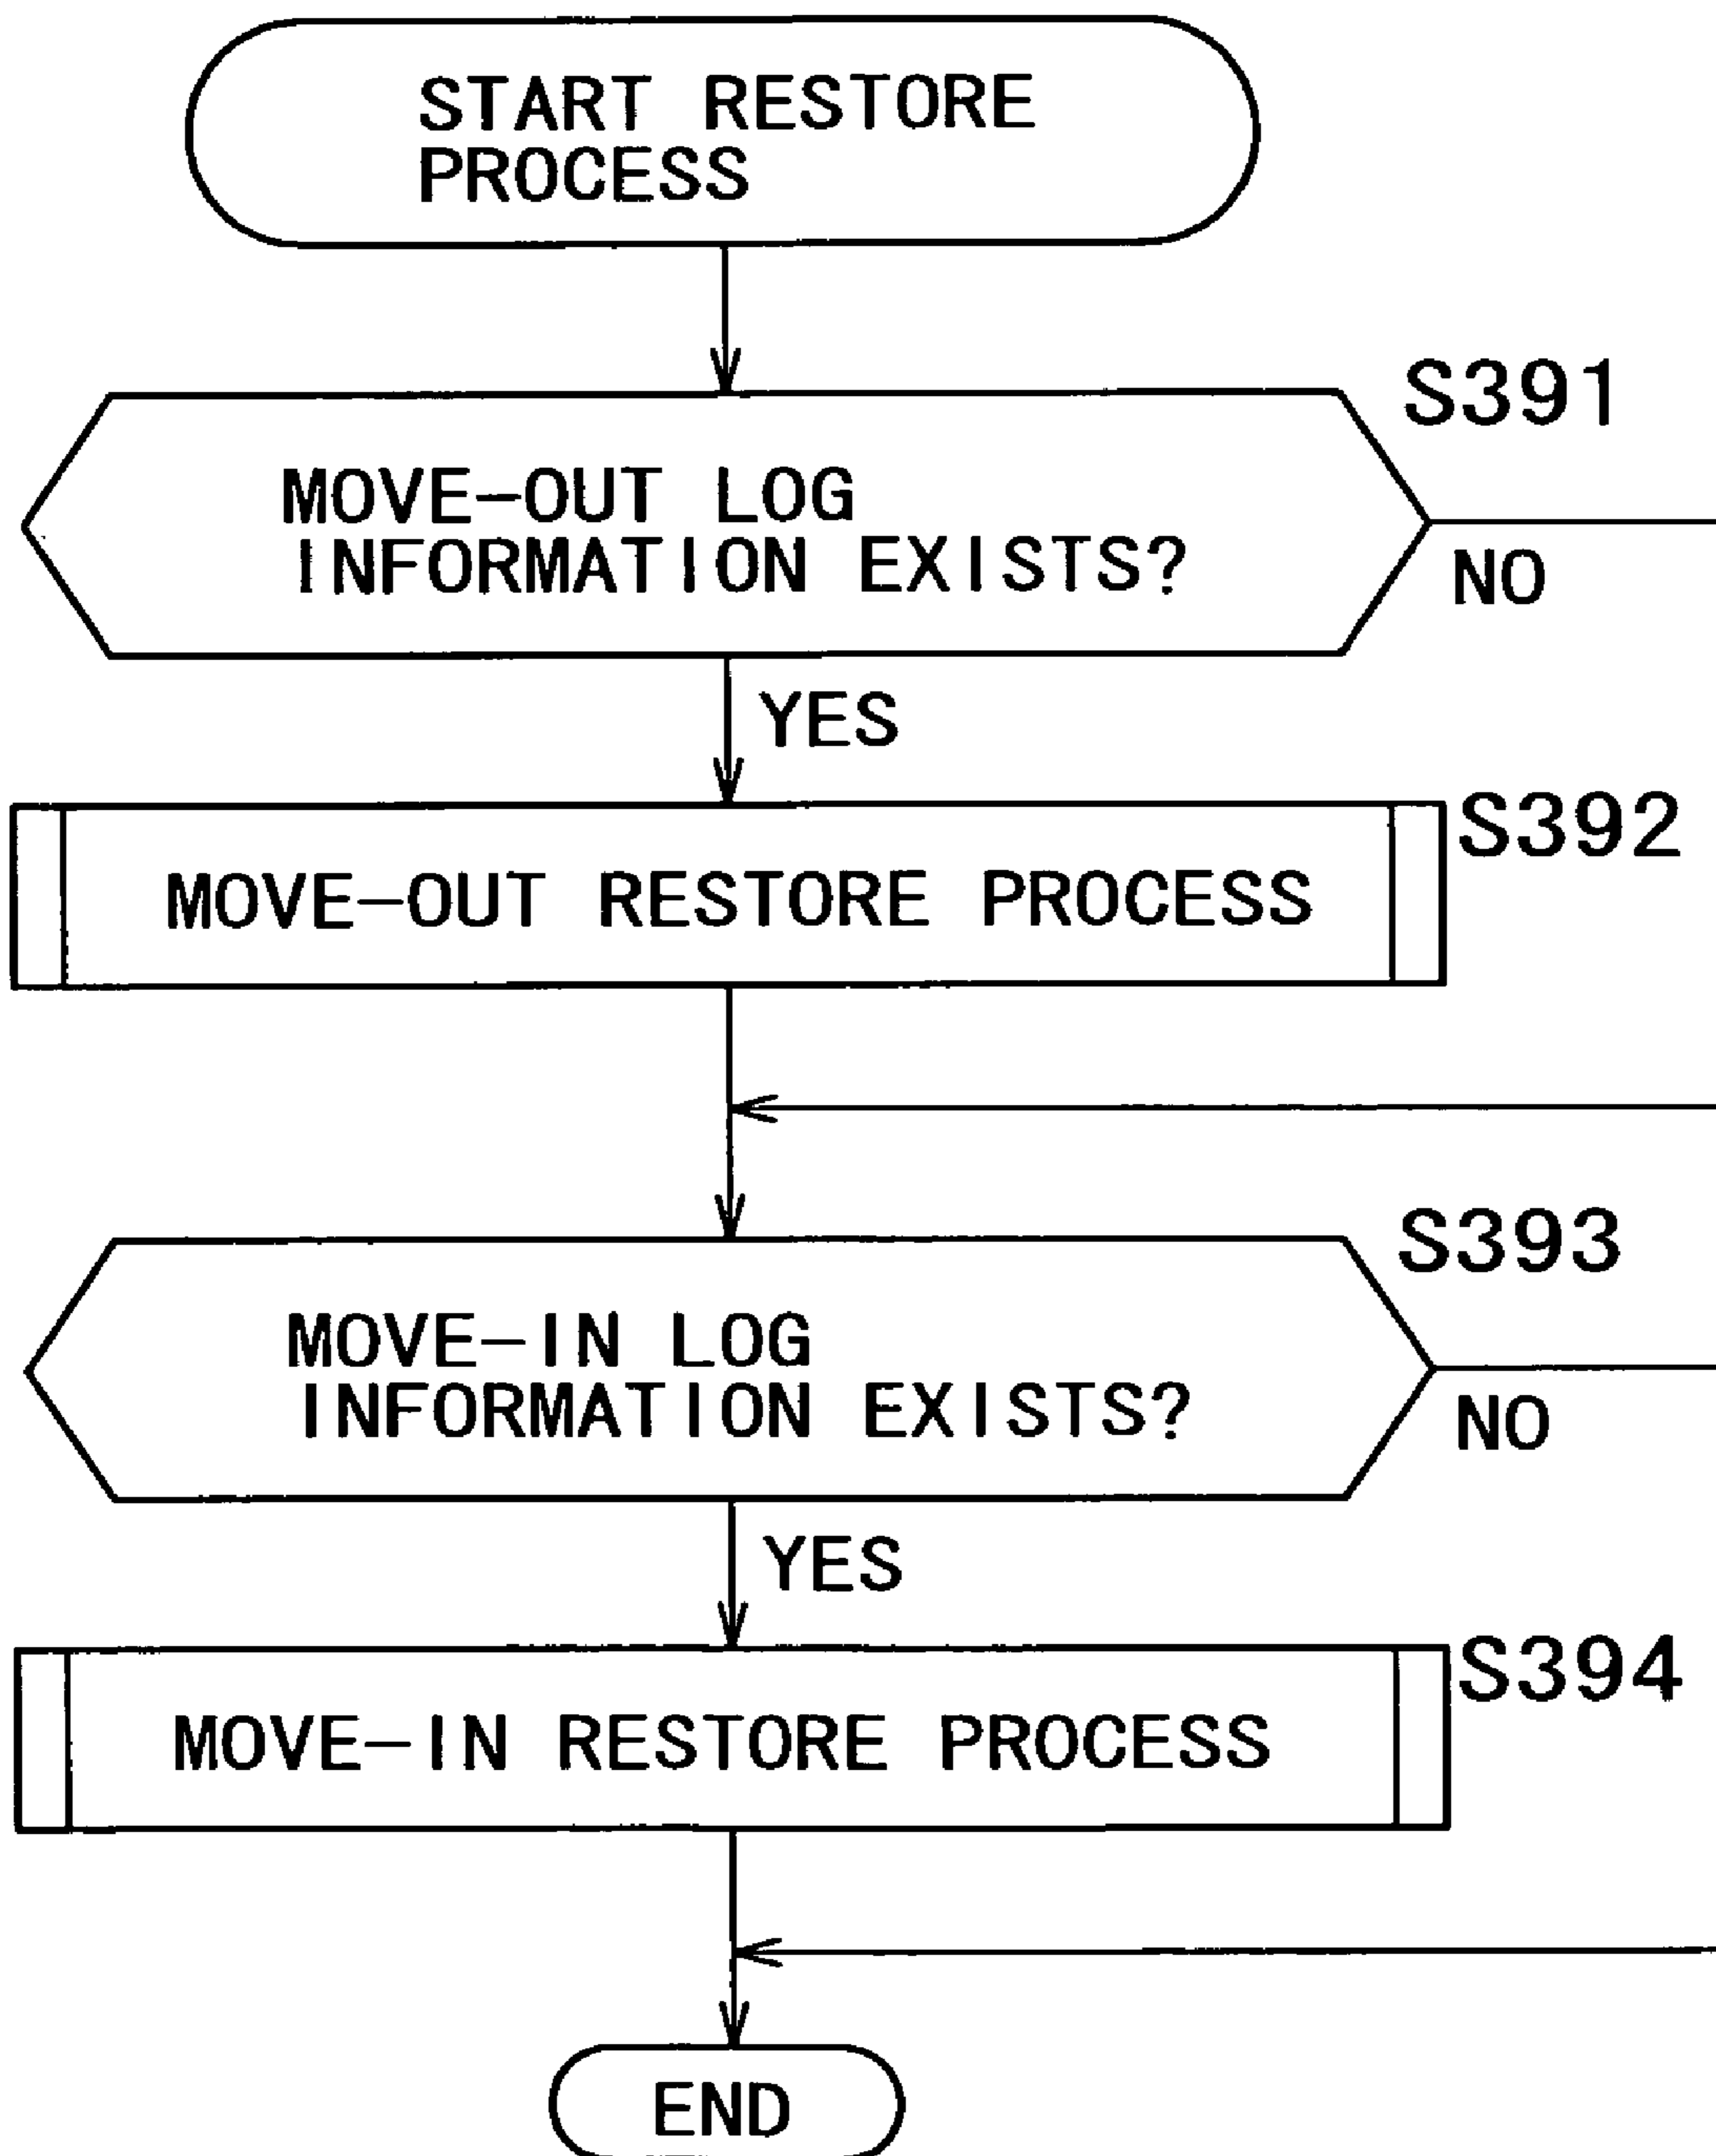 START RESTORE
PROCESS
S391
MOVE-OUT LOG
INFORMATION EXISTS?
NO
YES
S392
MOVE-OUT RESTORE PROCESS
S393
MOVE-IN LOG
INFORMATION EXISTS?
NO
YES
S394
MOVE-IN RESTORE PROCESS
END